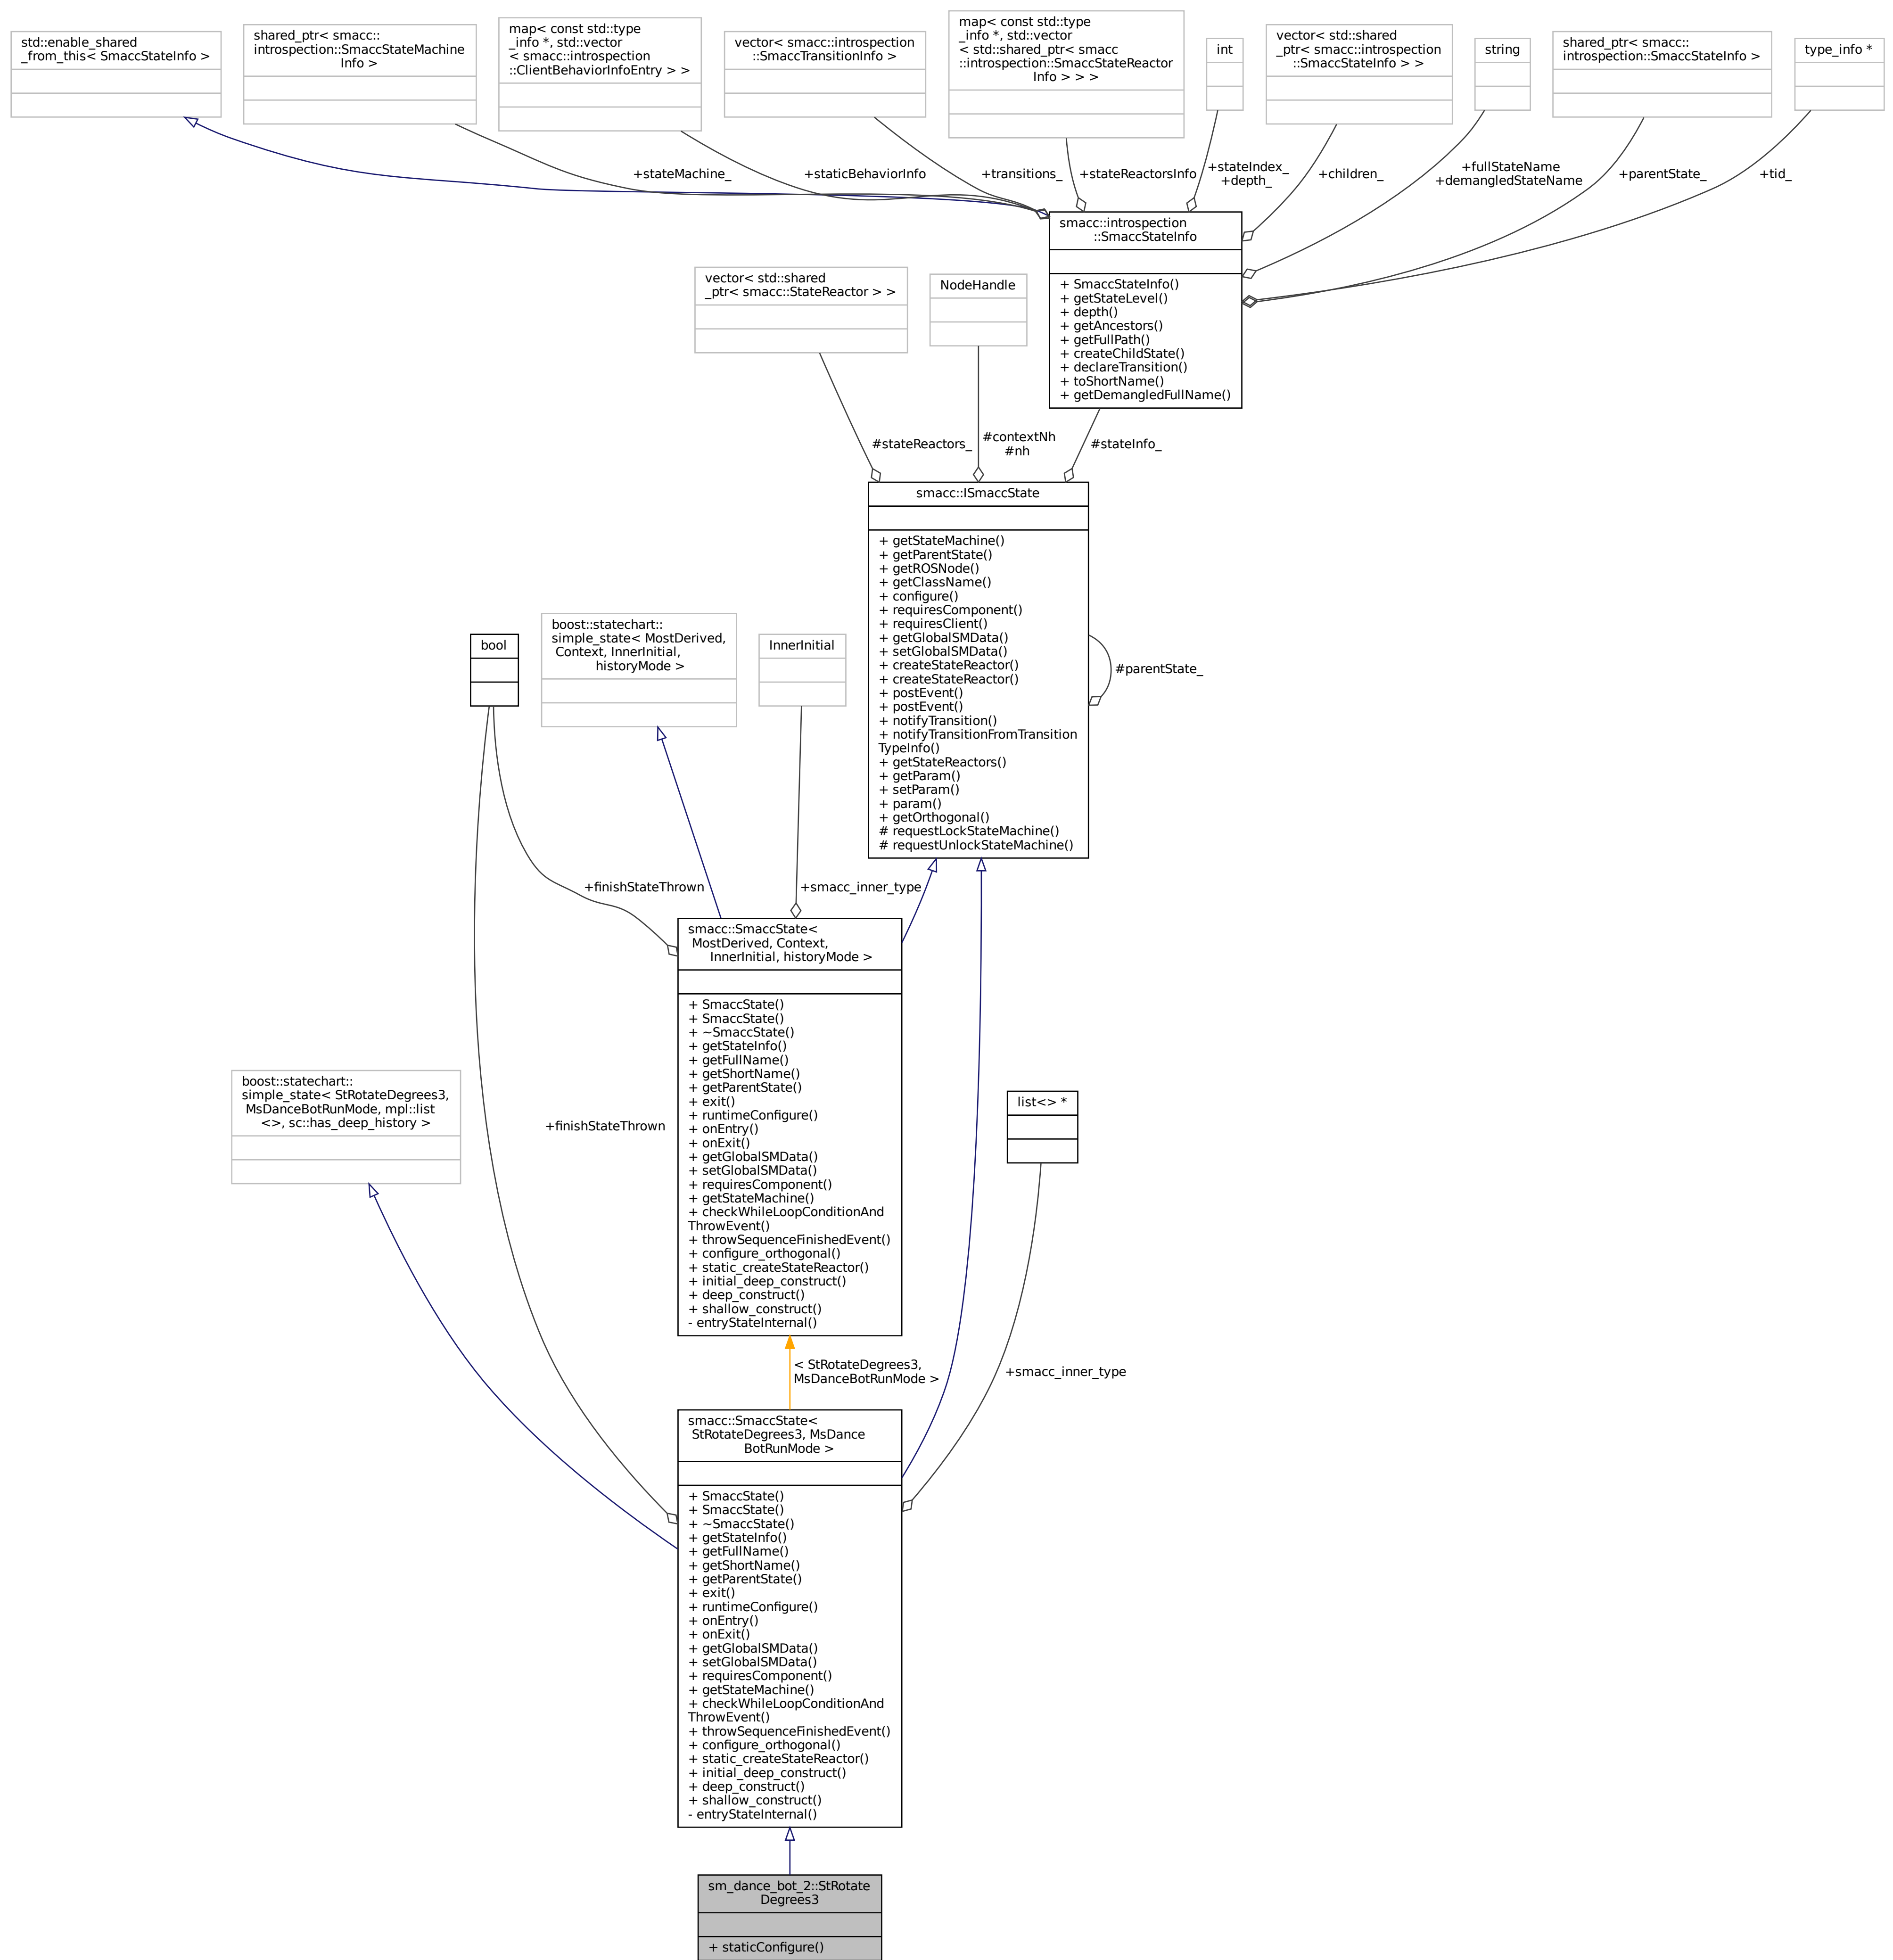 std::enable_shared
_from_this< SmaccStateInfo >
shared_ptr< smacc::
introspection::SmaccStateMachine
Info >
map< const std::type
_info *, std::vector
< smacc::introspection
::ClientBehaviorInfoEntry > >
vector< smacc::introspection
::SmaccTransitionInfo >
map< const std::type
_info *, std::vector
< std::shared_ptr< smacc
::introspection::SmaccStateReactor
Info > > >
int
vector< std::shared
_ptr< smacc::introspection
::SmaccStateInfo > >
string
shared_ptr< smacc::
introspection::SmaccStateInfo >
type_info *
+stateMachine_
+staticBehaviorInfo
+transitions_
+stateReactorsInfo
+stateIndex_
+depth_
+children_
+fullStateName
+demangledStateName
+parentState_
+tid_
smacc::introspection
::SmaccStateInfo
+ SmaccStateInfo()
+ getStateLevel()
+ depth()
+ getAncestors()
+ getFullPath()
+ createChildState()
+ declareTransition()
+ toShortName()
+ getDemangledFullName()
vector< std::shared
_ptr< smacc::StateReactor > >
NodeHandle
#stateReactors_
#contextNh
#nh
#stateInfo_
smacc::ISmaccState
+ getStateMachine()
+ getParentState()
+ getROSNode()
+ getClassName()
+ configure()
+ requiresComponent()
+ requiresClient()
+ getGlobalSMData()
+ setGlobalSMData()
+ createStateReactor()
+ createStateReactor()
+ postEvent()
+ postEvent()
+ notifyTransition()
+ notifyTransitionFromTransition
TypeInfo()
+ getStateReactors()
+ getParam()
+ setParam()
+ param()
+ getOrthogonal()
# requestLockStateMachine()
# requestUnlockStateMachine()
#parentState_
bool
boost::statechart::
simple_state< MostDerived,
Context, InnerInitial,
historyMode >
InnerInitial
+finishStateThrown
+smacc_inner_type
smacc::SmaccState<
MostDerived, Context,
InnerInitial, historyMode >
+ SmaccState()
+ SmaccState()
+ ~SmaccState()
+ getStateInfo()
+ getFullName()
+ getShortName()
+ getParentState()
+ exit()
+ runtimeConfigure()
+ onEntry()
+ onExit()
+ getGlobalSMData()
+ setGlobalSMData()
+ requiresComponent()
+ getStateMachine()
+ checkWhileLoopConditionAnd
ThrowEvent()
+ throwSequenceFinishedEvent()
+ configure_orthogonal()
+ static_createStateReactor()
+ initial_deep_construct()
+ deep_construct()
+ shallow_construct()
- entryStateInternal()
boost::statechart::
simple_state< StRotateDegrees3,
MsDanceBotRunMode, mpl::list
<>, sc::has_deep_history >
+finishStateThrown
list<> *
< StRotateDegrees3,
MsDanceBotRunMode >
+smacc_inner_type
smacc::SmaccState<
StRotateDegrees3, MsDance
BotRunMode >
+ SmaccState()
+ SmaccState()
+ ~SmaccState()
+ getStateInfo()
+ getFullName()
+ getShortName()
+ getParentState()
+ exit()
+ runtimeConfigure()
+ onEntry()
+ onExit()
+ getGlobalSMData()
+ setGlobalSMData()
+ requiresComponent()
+ getStateMachine()
+ checkWhileLoopConditionAnd
ThrowEvent()
+ throwSequenceFinishedEvent()
+ configure_orthogonal()
+ static_createStateReactor()
+ initial_deep_construct()
+ deep_construct()
+ shallow_construct()
- entryStateInternal()
sm_dance_bot_2::StRotate
Degrees3
+ staticConfigure()